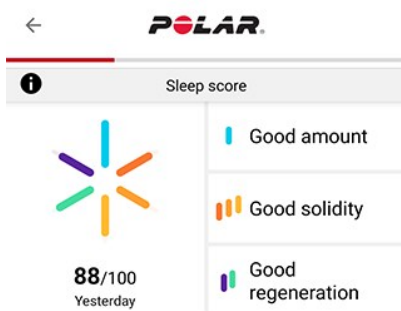 POLAR.
Sleep score
Good amount
Good solidity
Good
regeneration
88/100
Yesterday